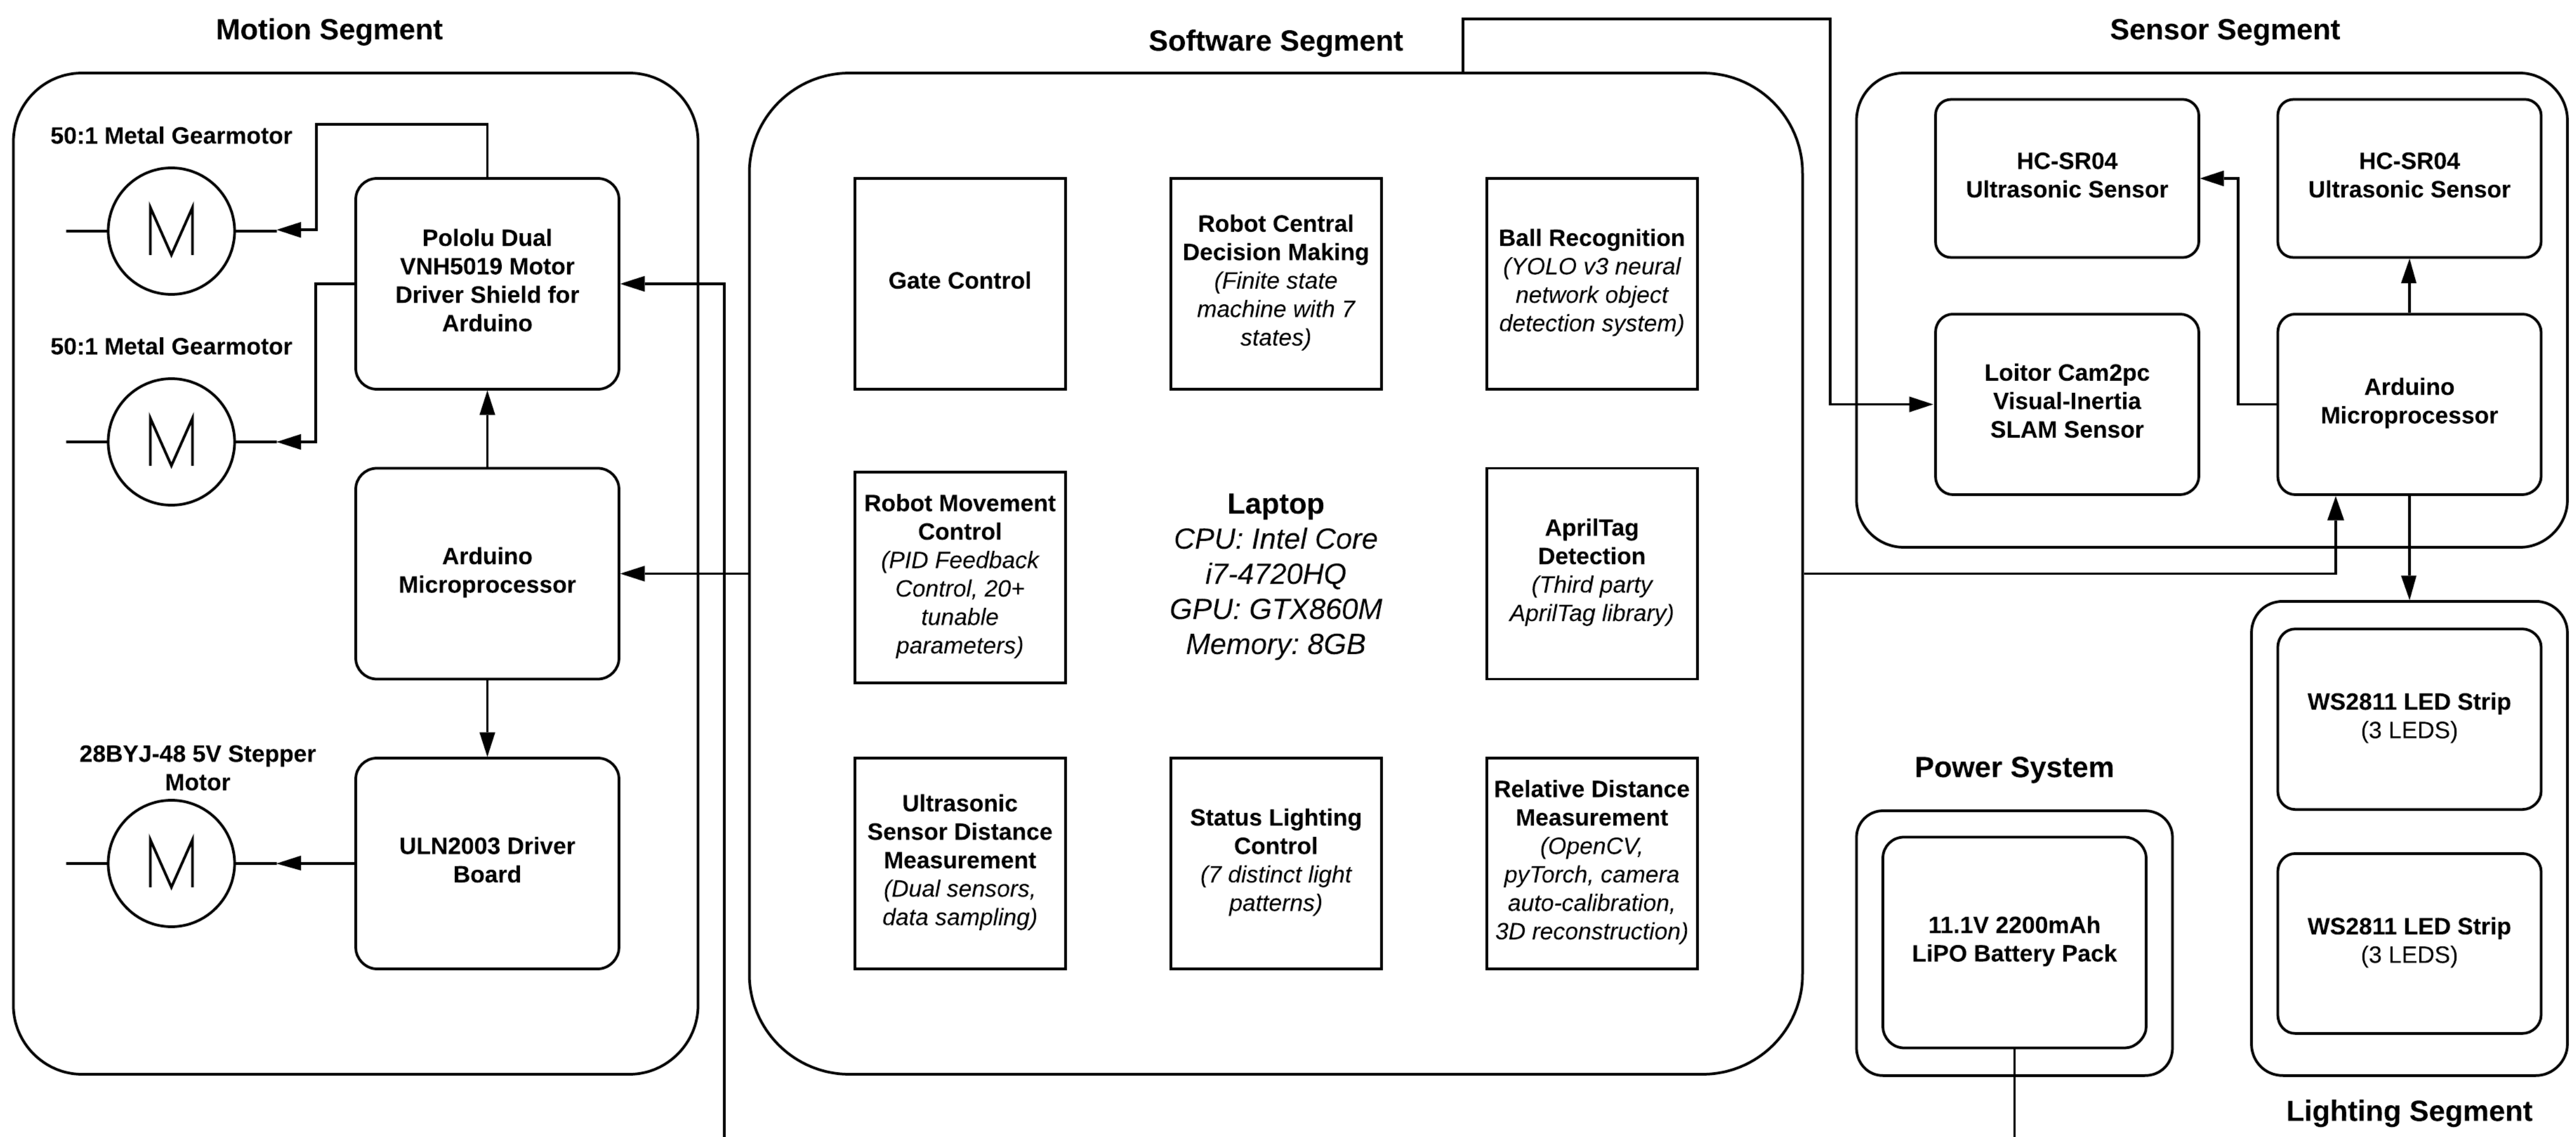 Motion Segment
50:1 Metal Gearmotor
M
50:1 Metal Gearmotor
M
Pololu Dual
VNH5019 Motor
Driver Shield for
Arduino
Arduino
Microprocessor
28BYJ-48 5V Stepper
Motor
M
ULN2003 Driver
Board
Software Segment
Gate Control
Robot Central
Decision Making
(Finite state
machine with 7
states)
Ball Recognition
(YOLO v3 neural
network object
detection system)
Robot Movement
Control
(PID Feedback
Control, 20+
tunable
parameters)
Laptop
CPU: Intel Core
i7-4720HQ
GPU: GTX860M
Memory: 8GB
AprilTag
Detection
(Third party
AprilTag library)
Ultrasonic
Sensor Distance
Measurement
(Dual sensors,
data sampling)
Status Lighting
Control
(7 distinct light
patterns)
Relative Distance
Measurement
(OpenCV,
pyTorch, camera
auto-calibration,
3D reconstruction)
Sensor Segment
HC-SR04
Ultrasonic Sensor
HC-SR04
Ultrasonic Sensor
Loitor Cam2pc
Visual-Inertia
SLAM Sensor
Arduino
Microprocessor
Power System
11.1V 2200mAh
LiPO Battery Pack
WS2811 LED Strip
(3 LEDS)
WS2811 LED Strip
(3 LEDS)
Lighting Segment